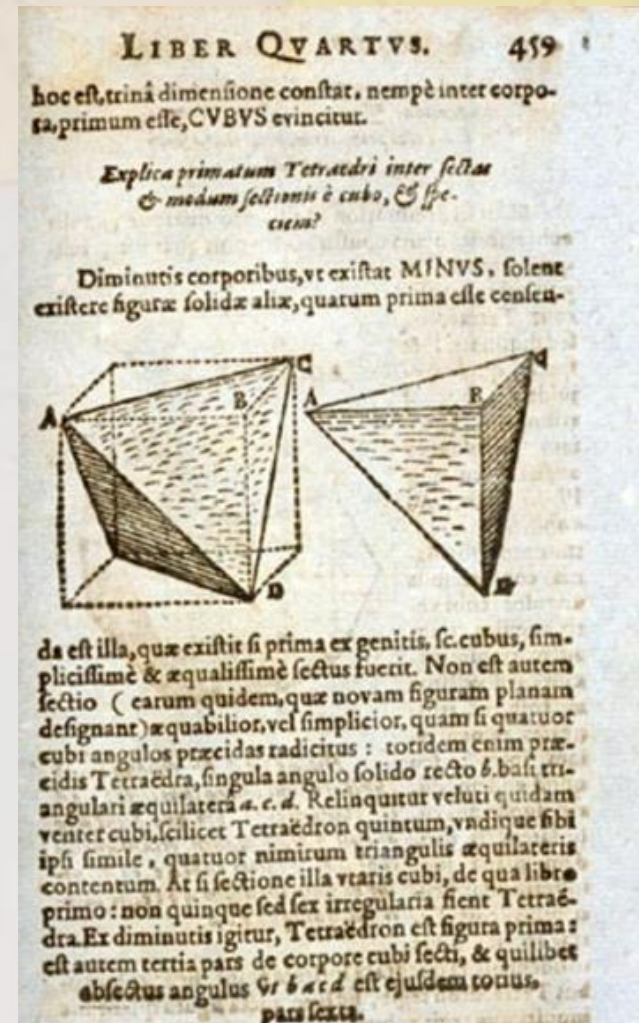 LIBER QVARTVS. 459
hoc est, trinâ dimensione constat, nempè inter corpo-
ra, primum esse, CVBVS evincitur.
Explica primatum Tetraedri inter sectas
& modum sectionis è cubo, & spe-
ciem?
Diminutis corporibus, vt existat MINVS, solent
existere figuræ solidæ aliæ, quarum prima esse censen-
A B C D
A E D
da est illa, quæ existit si prima ex genitis, sc. cubus, sim-
plicissimè & æqualissimè sectus fuerit. Non est autem
sectio ( earum quidem, quæ novam figuram planam
designant) æquabilior, vel simplicior, quam si quatuor
cubi angulos præcidas radicitus : totidem enim præ-
cidis Tetraëdra, singula angulo solido recto b. basi tri-
angulari æquilaterâ a. c. d. Relinquitur veluti quidam
venter cubi, scilicet Tetraëdron quintum, vndique sibi
ipsi simile, quatuor nimirum triangulis æquilateris
contentum. At si sectione illa vtaris cubi, de qua libro
primo : non quinque sed sex irregularia fient Tetraë-
dra. Ex diminutis igitur, Tetraëdron est figura prima :
est autem tertia pars de corpore cubi secti, & quilibet
absectus angulus vt b a c d est ejusdem totius,
pars sexta.